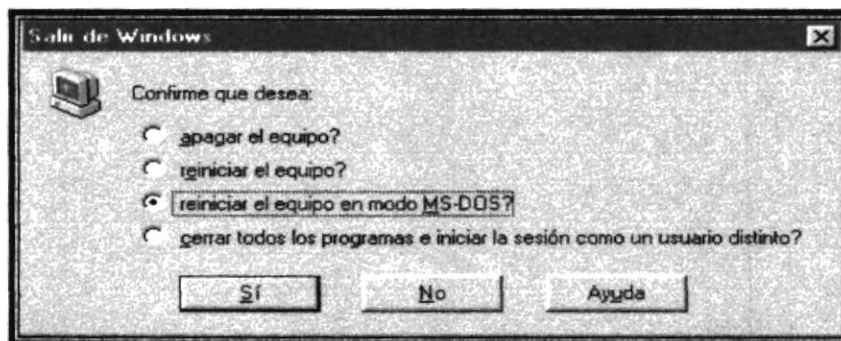 Salir de Windows
Confirme que desea:
apagar el equipo?
reiniciar el equipo?
reiniciar el equipo en modo MS-DOS?
cerrar todos los programas e iniciar la sesión como un usuario distinto?
Sí No Ayuda